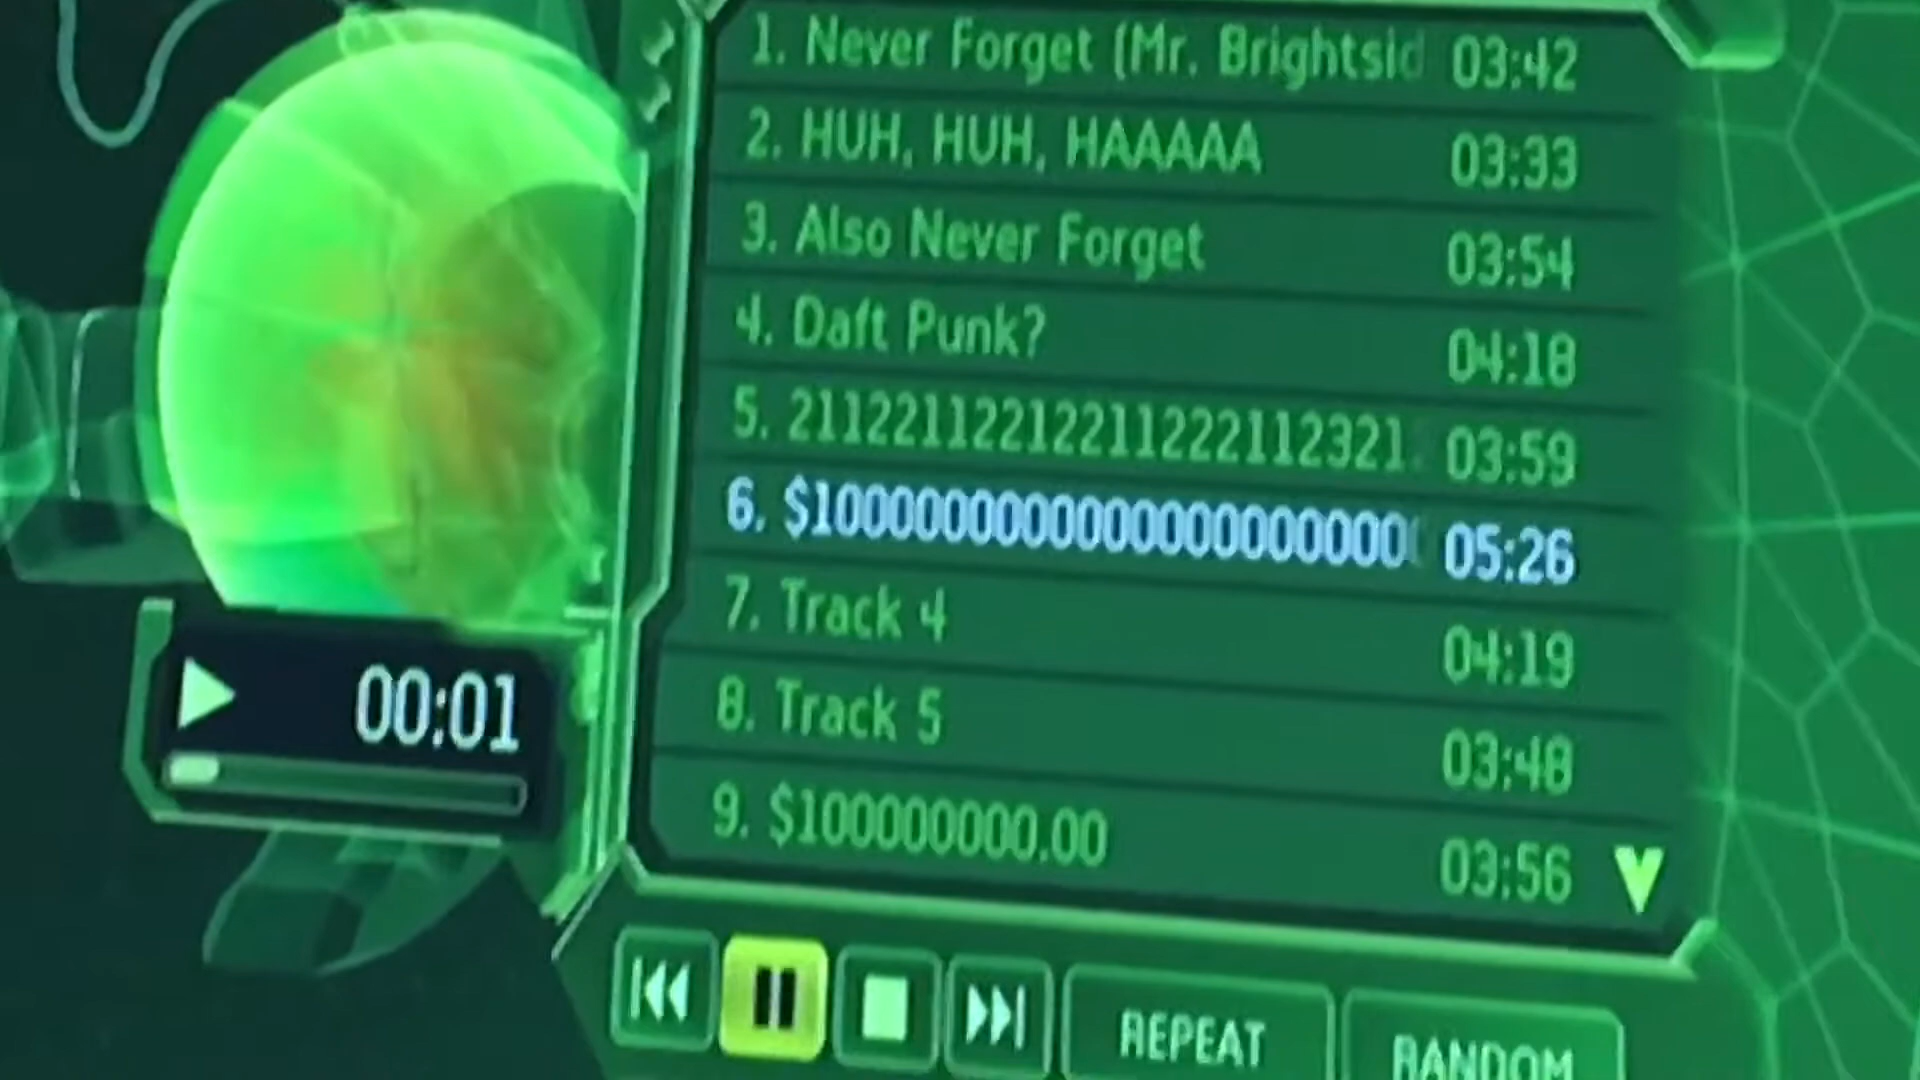 1. Never Forget (Mr. Brightsid 03:42
2. HUH, HUH, HAAAAA 03:33
3. Also Never Forget 03:54
4. Daft Punk? 04:18
5. 21122112212211222112321. 03:59
6. $1000000000000000000000 05:26
7. Track 4 04:19
8. Track 5 03:48
9. $100000000.00 03:56
00:01
REPEAT
RANDOM